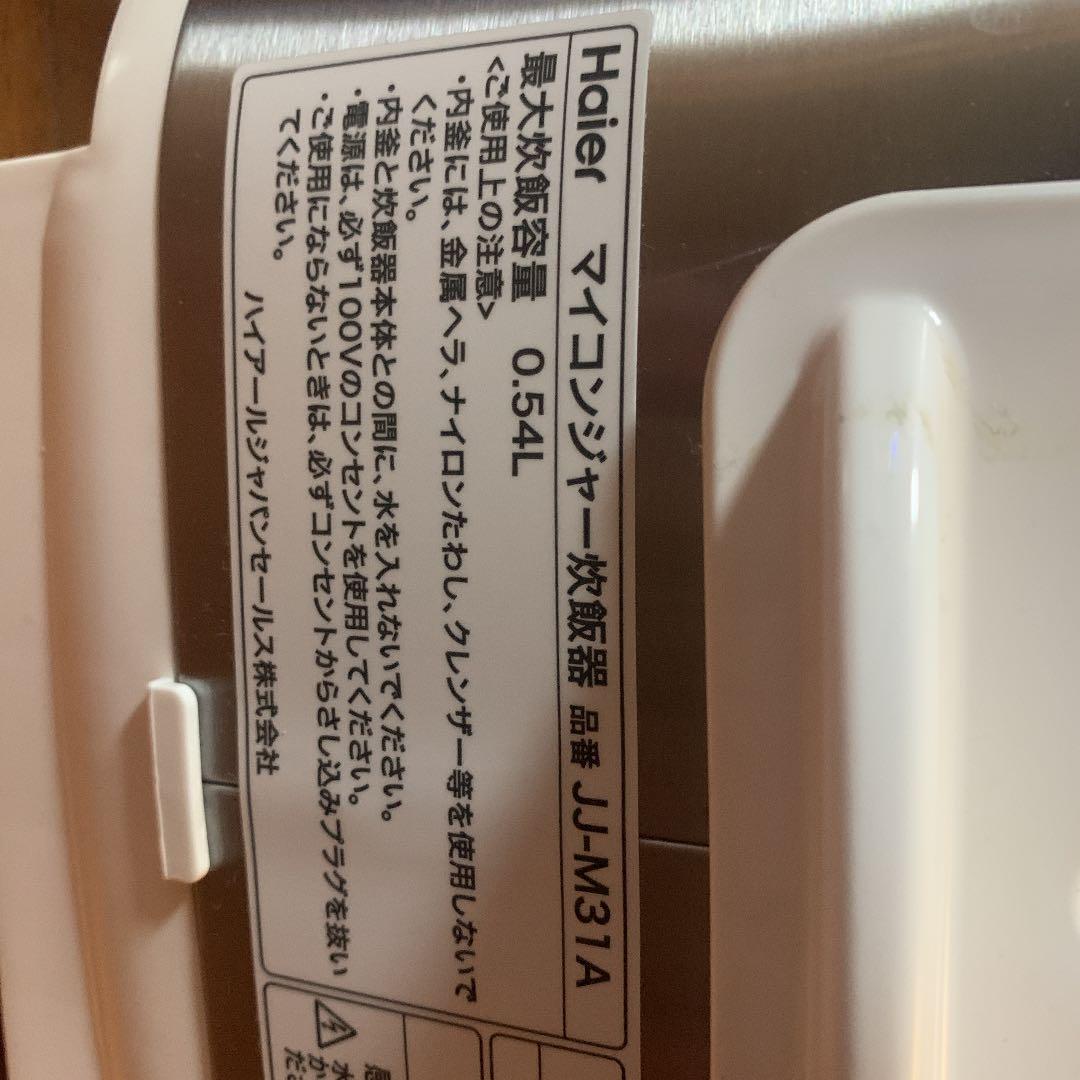 Haier マイコンジャー炊飯器 品番 JJ-M31A
最大炊飯容量 0.54L
<ご使用上の注意>
・内釜には、金属ヘラ、ナイロンたわし、クレンザー等を使用しないで
ください。
・内釜と炊飯器本体との間に、水を入れないでください。
・電源は、必ず100Vのコンセントを使用してください。
・ご使用にならないときは、必ずコンセントからさし込みプラグを抜い
てください。
ハイアールジャパンセールス株式会社
感
水
か
ださ